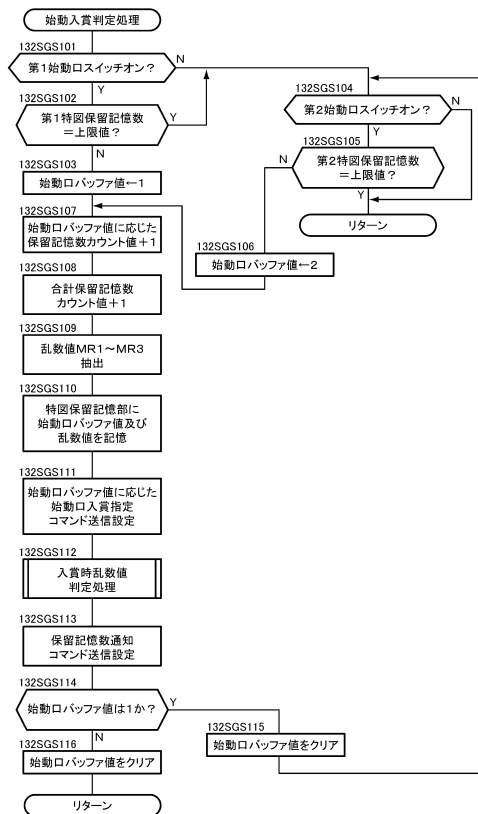 始動入賞判定処理
132SGS101
第1始動口スイッチオン？
N
Y
132SGS102
第1特図保留記憶数
＝上限値？
Y
N
132SGS103
始動口バッファ値←1
132SGS104
第2始動口スイッチオン？
N
Y
132SGS105
第2特図保留記憶数
＝上限値？
N
Y
リターン
132SGS106
始動口バッファ値←2
132SGS107
始動口バッファ値に応じた
保留記憶数カウント値＋1
132SGS108
合計保留記憶数
カウント値＋1
132SGS109
乱数値MR1～MR3
抽出
132SGS110
特図保留記憶部に
始動口バッファ値及び
乱数値を記憶
132SGS111
始動口バッファ値に応じた
始動口入賞指定
コマンド送信設定
132SGS112
入賞時乱数値
判定処理
132SGS113
保留記憶数通知
コマンド送信設定
132SGS114
始動口バッファ値は1か？
Y
N
132SGS115
始動口バッファ値をクリア
132SGS116
始動口バッファ値をクリア
リターン